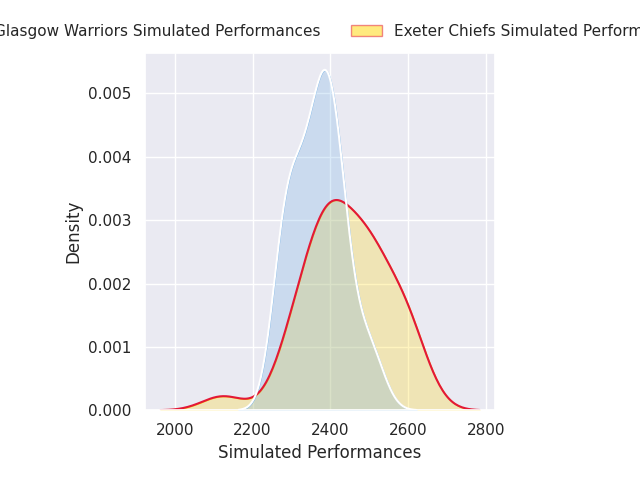 Glasgow Warriors Simulated Performances
Exeter Chiefs Simulated Perform
0.005
0.004
0.003
0.002
0.001
0.000
Density
2000 2200 2400 2600 2800
Simulated Performances